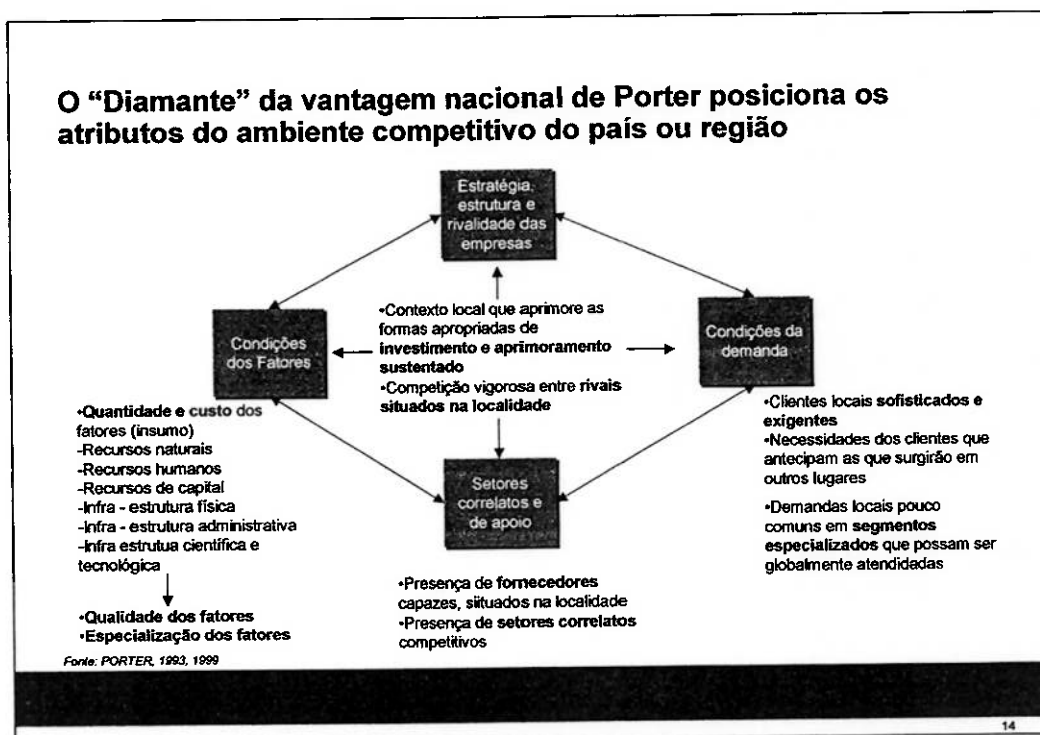 O “Diamante” da vantagem nacional de Porter posiciona os
atributos do ambiente competitivo do país ou região
Estratégia,
estrutura e
rivalidade das
empresas
•Contexto local que aprimore as
formas apropriadas de
investimento e aprimoramento
sustentado
•Competição vigorosa entre rivais
situados na localidade
Condições
dos Fatores
Condições da
demanda
•Quantidade e custo dos
fatores (insumo)
-Recursos naturais
-Recursos humanos
-Recursos de capital
-Infra - estrutura física
-Infra - estrutura administrativa
-Infra estrutua científica e
tecnológica
•Qualidade dos fatores
•Especialização dos fatores
Setores
correlatos e
de apoio
•Presença de fornecedores
capazes, siituados na localidade
•Presença de setores correlatos
competitivos
•Clientes locais sofisticados e
exigentes
•Necessidades dos clientes que
antecipam as que surgirão em
outros lugares
•Demandas locais pouco
comuns em segmentos
especializados que possam ser
globalmente atendidadas
Fonte: PORTER, 1993, 1999
14